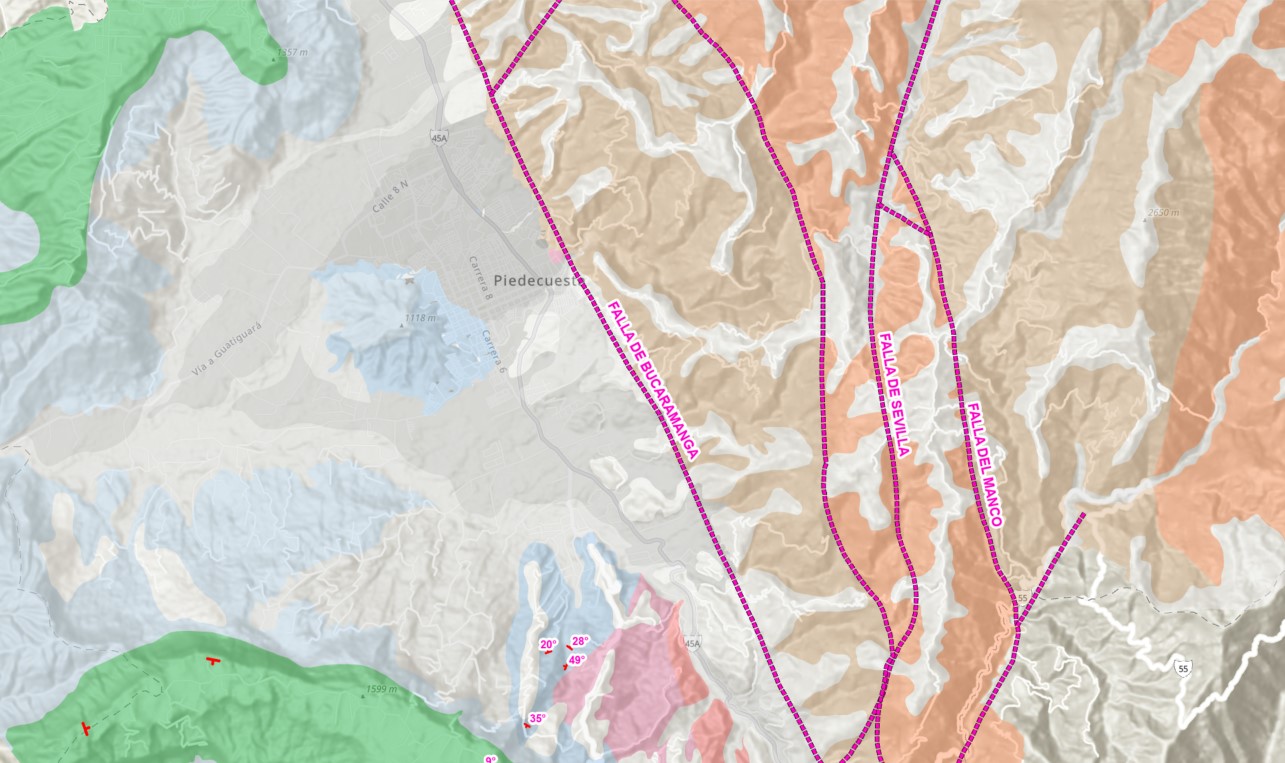 1357 m
45A
Calle 8 N
2650 m
Carrera 8
Piedecuest
1118 m
Carrera 6
Vía a Guatiguará
FALLA DE BUCARAMANGA
FALLA DE SEVILLA
FALLA DEL MANCO
55
20°
28°
49°
45A
55
1599 m
35°
9°